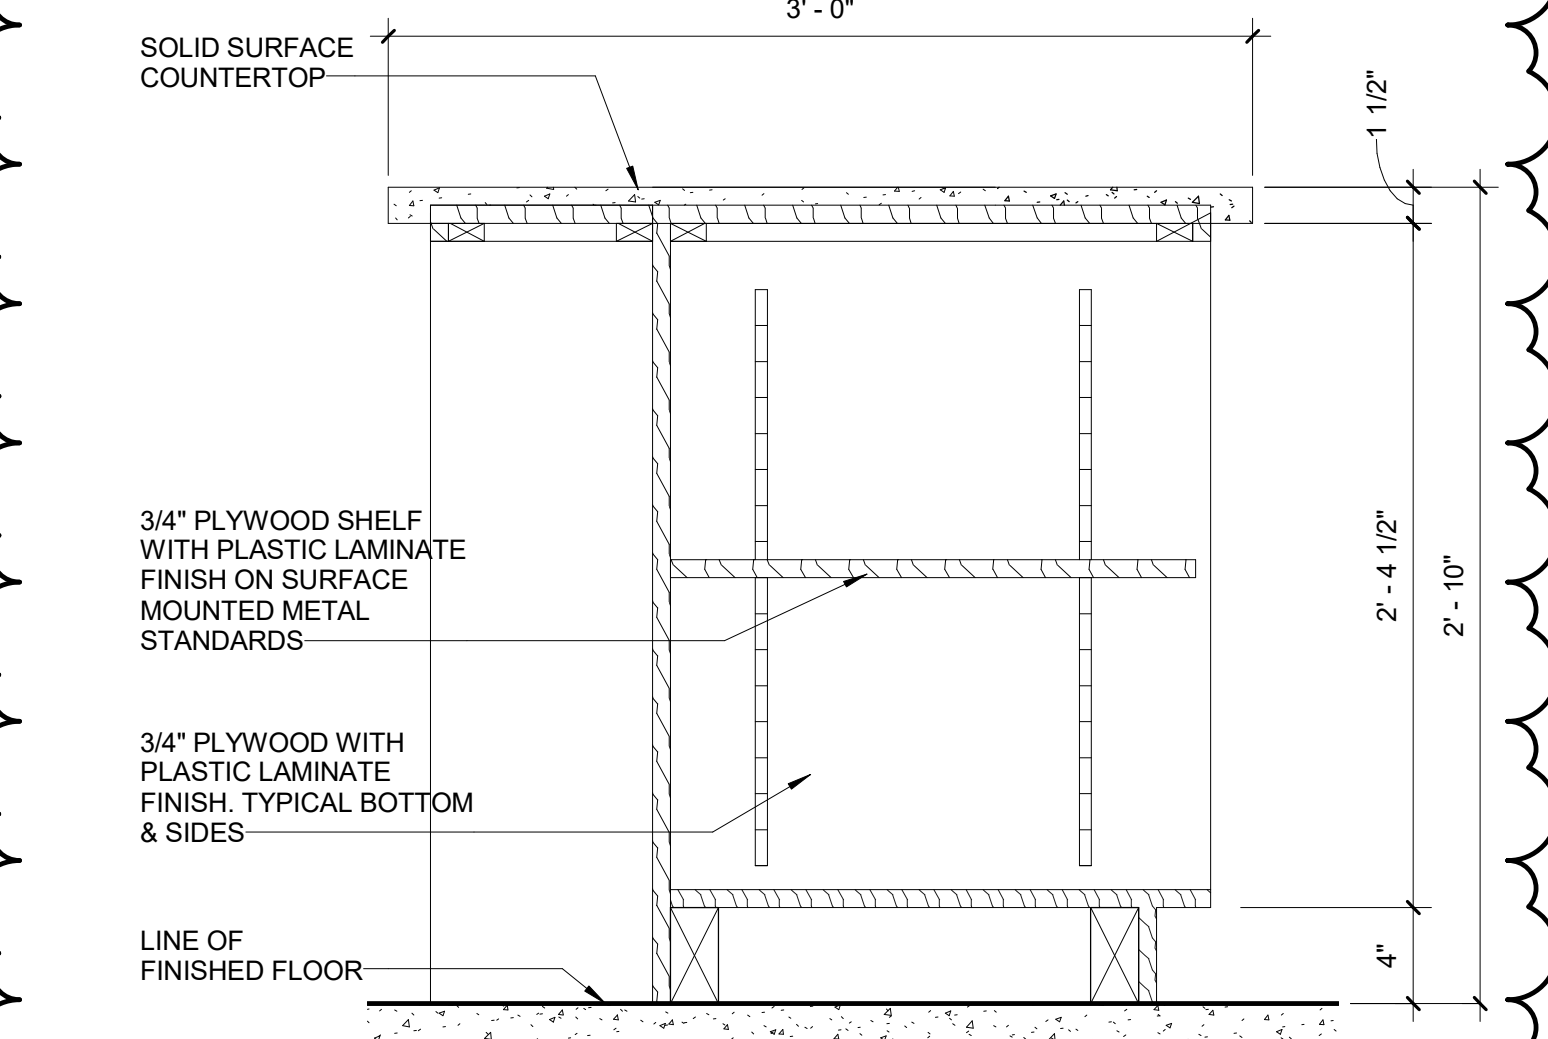 3' - 0"
SOLID SURFACE
COUNTERTOP
1 1/2"
3/4" PLYWOOD SHELF
WITH PLASTIC LAMINATE
FINISH ON SURFACE
MOUNTED METAL
STANDARDS
2' - 4 1/2"
2' - 10"
3/4" PLYWOOD WITH
PLASTIC LAMINATE
FINISH. TYPICAL BOTTOM
& SIDES
LINE OF
FINISHED FLOOR
4"